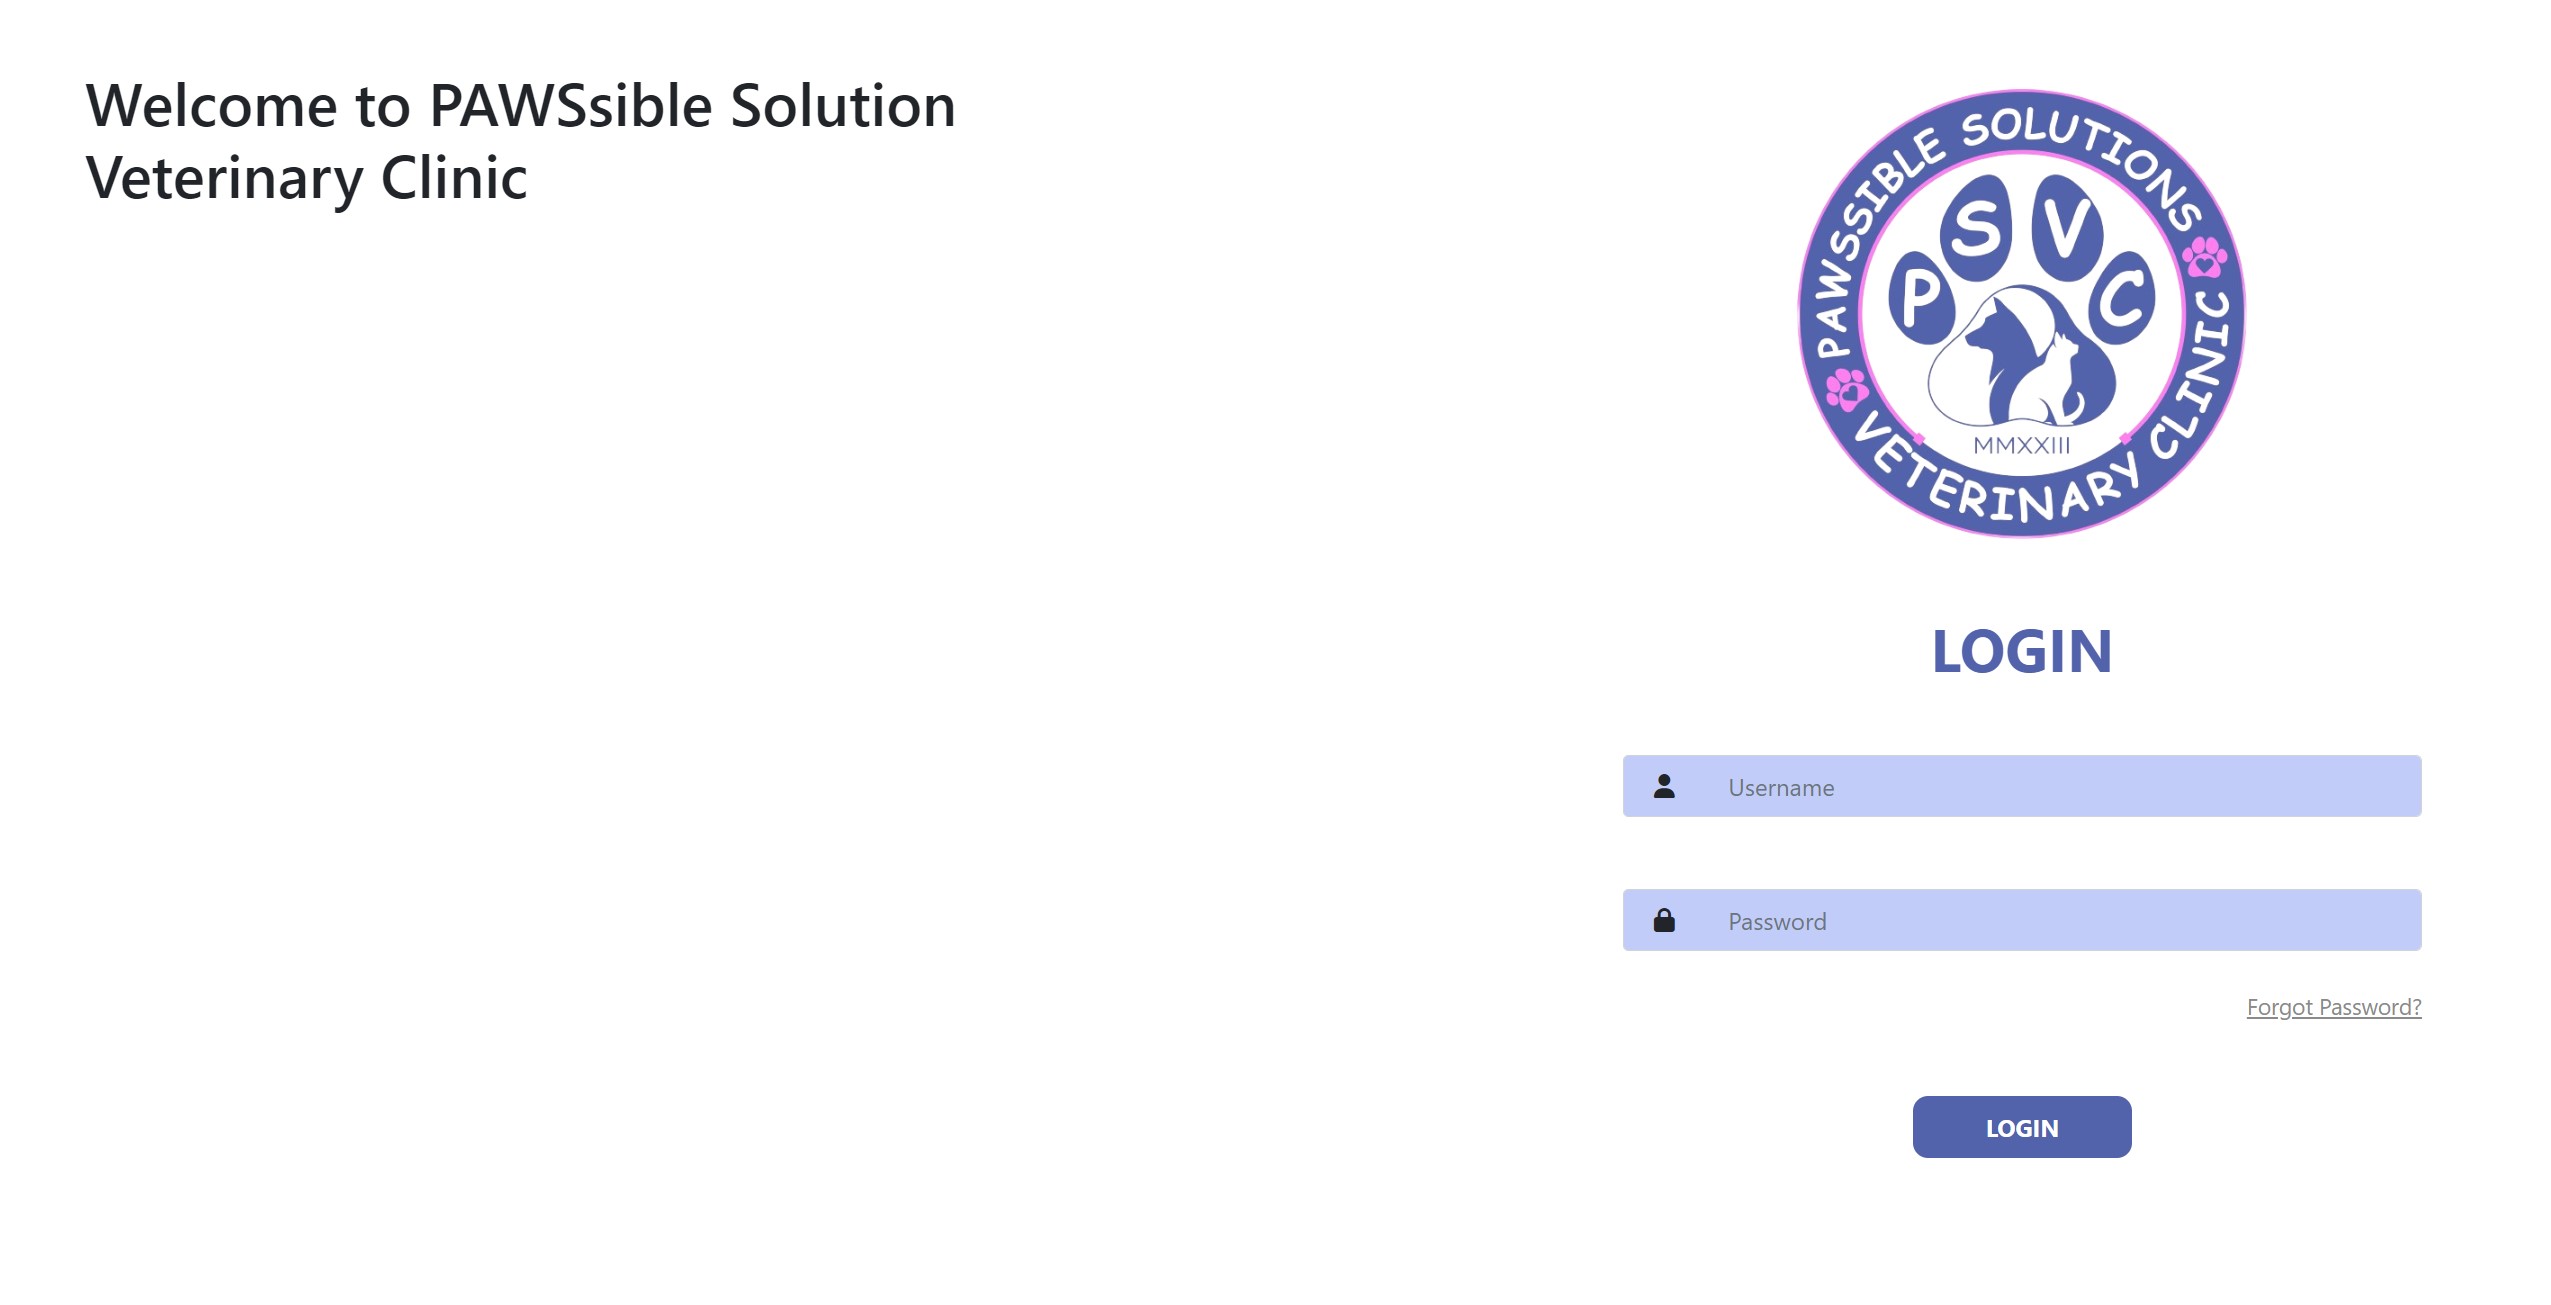 Welcome to PAWSsible Solution
Veterinary Clinic
PAWSSIBLE SOLUTIONS
VETERINARY CLINIC
P S V C
MMXXIII
LOGIN
Username
Password
Forgot Password?
LOGIN